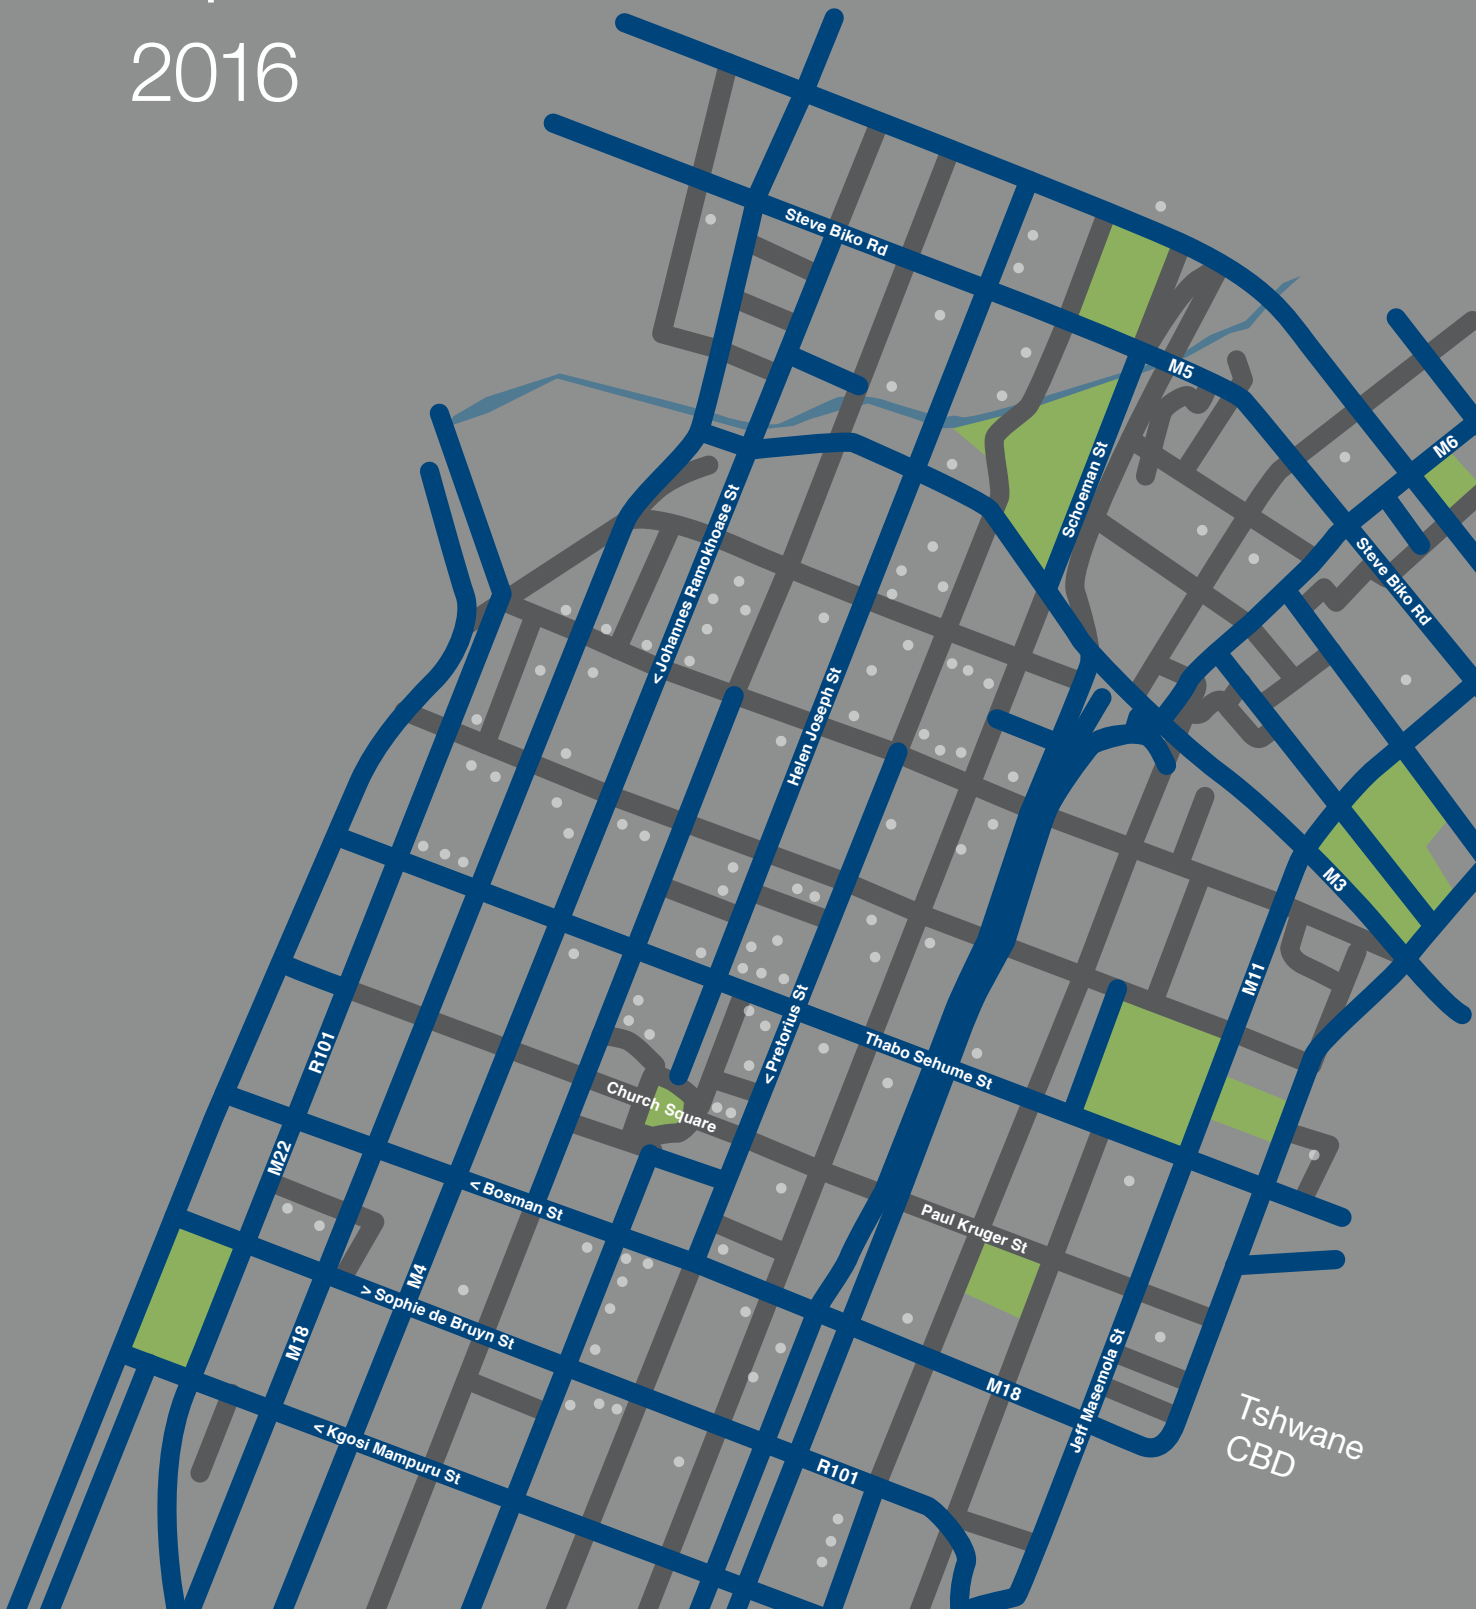 2016
Steve Biko Rd
M5
M6
Schoeman St
Steve Biko Rd
< Johannes Ramokhoase St
Helen Joseph St
M3
M11
< Pretorius St
Thabo Sehume St
R101
Church Square
M22
< Bosman St
Paul Kruger St
M4
> Sophie de Bruyn St
M18
M18
Jeff Masemola St
Tshwane
CBD
< Kgosi Mampuru St
R101